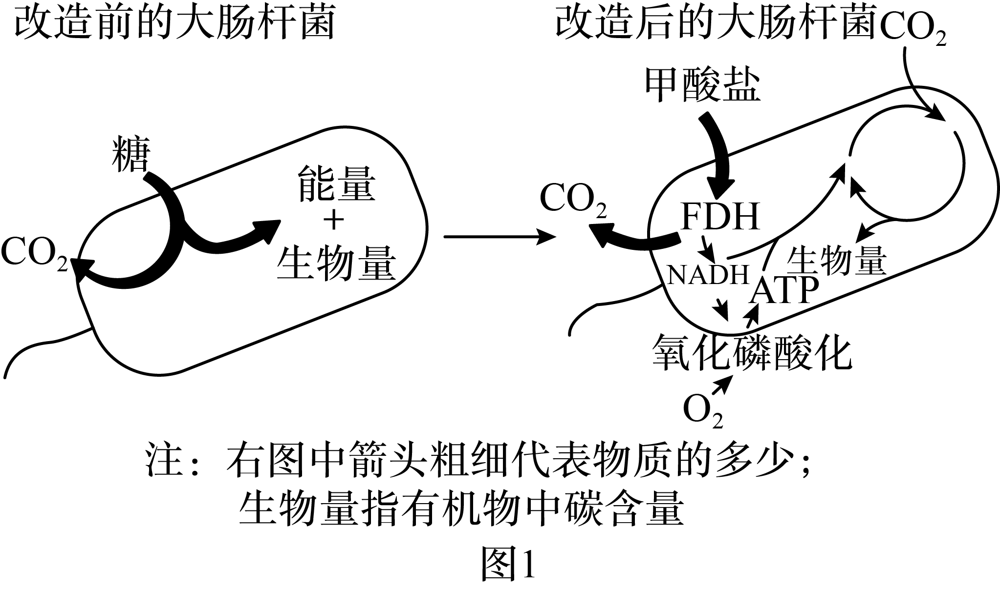 改造前的大肠杆菌
糖
CO₂
能量
+
生物量
改造后的大肠杆菌CO₂
甲酸盐
CO₂
FDH
NADH
ATP
生物量
氧化磷酸化
O₂
注：右图中箭头粗细代表物质的多少；
生物量指有机物中碳含量
图1